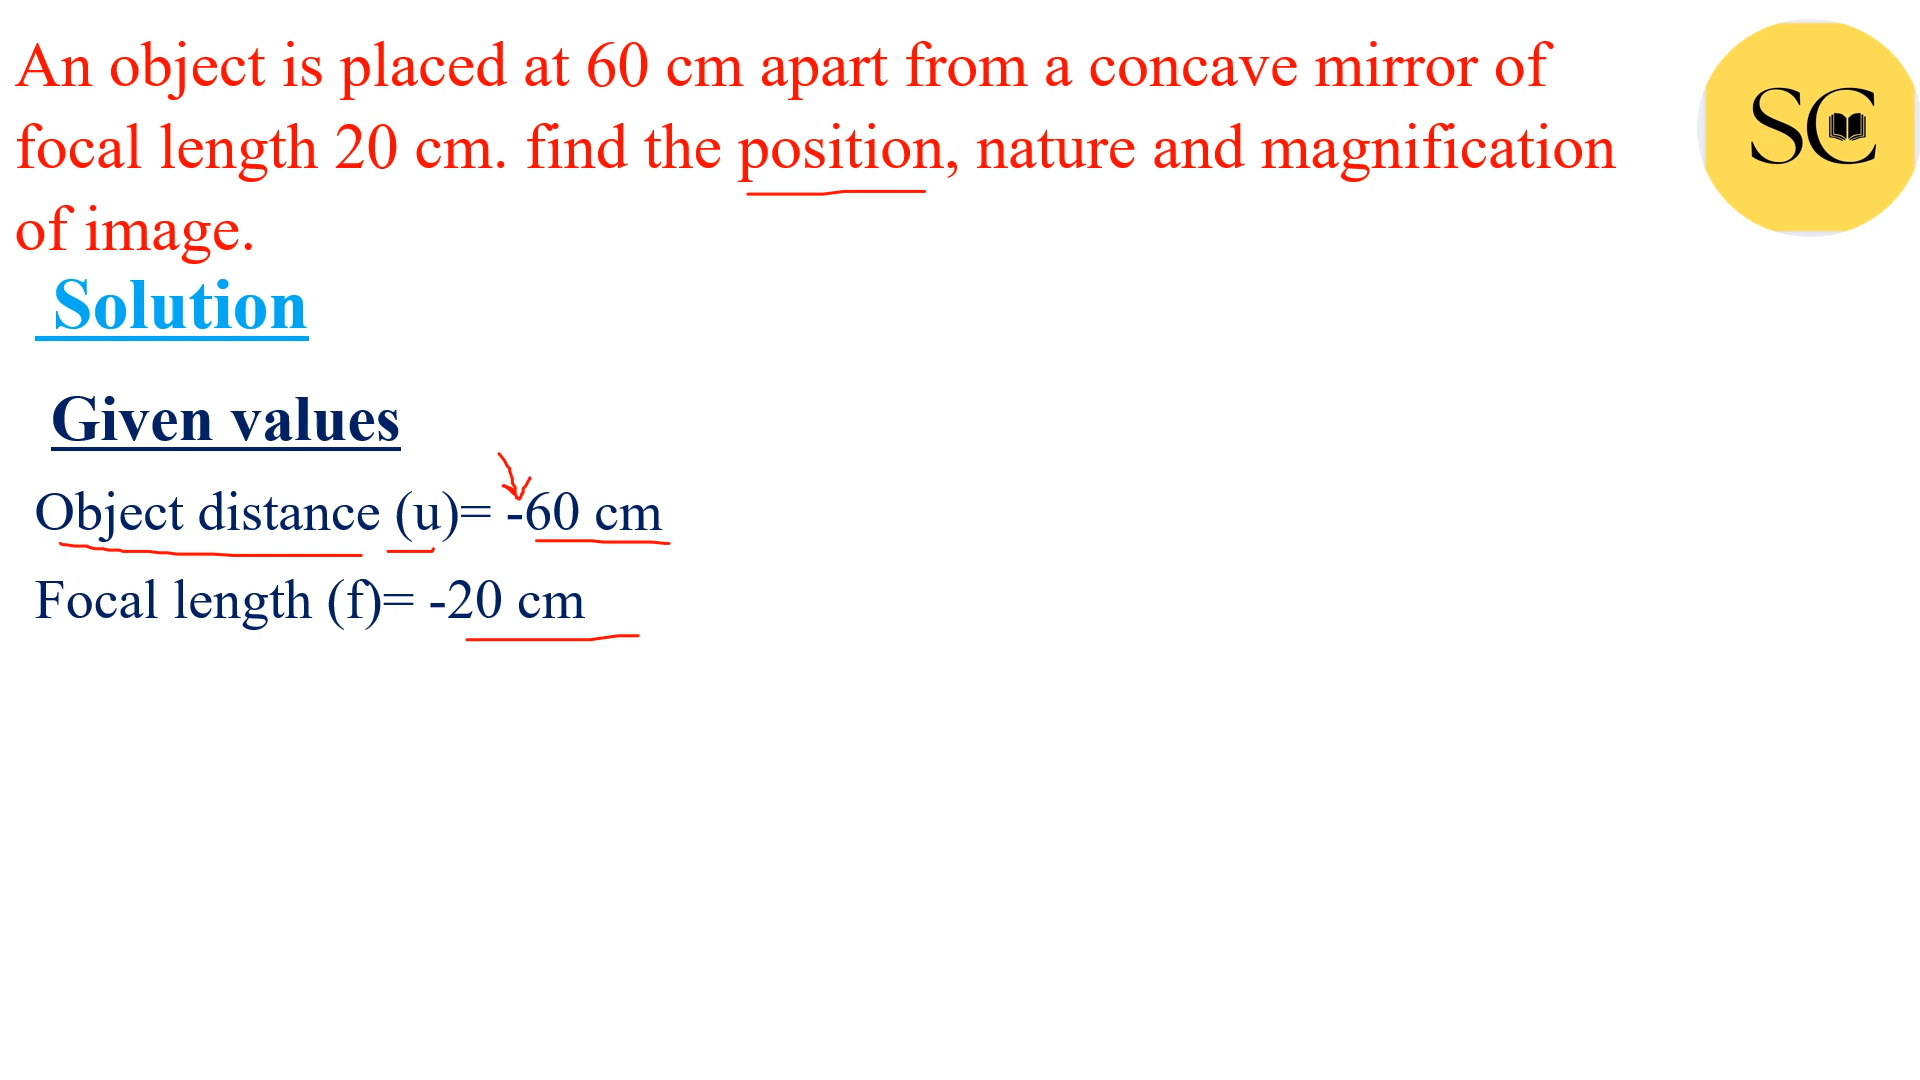 An object is placed at 60 cm apart from a concave mirror of
focal length 20 cm. find the position, nature and magnification
of image.
SC
Solution
Given values
Object distance (u)= -60 cm
Focal length (f)= -20 cm